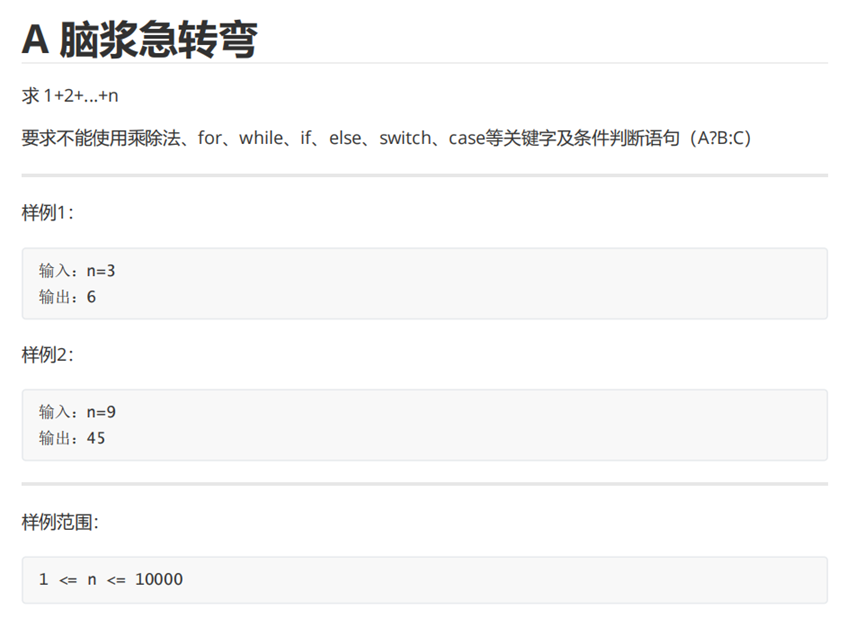 A 脑浆急转弯
求 1+2+...+n
要求不能使用乘除法、for、while、if、else、switch、case等关键字及条件判断语句（A?B:C）
样例1：
输入：n=3
输出：6
样例2：
输入：n=9
输出：45
样例范围：
1 <= n <= 10000